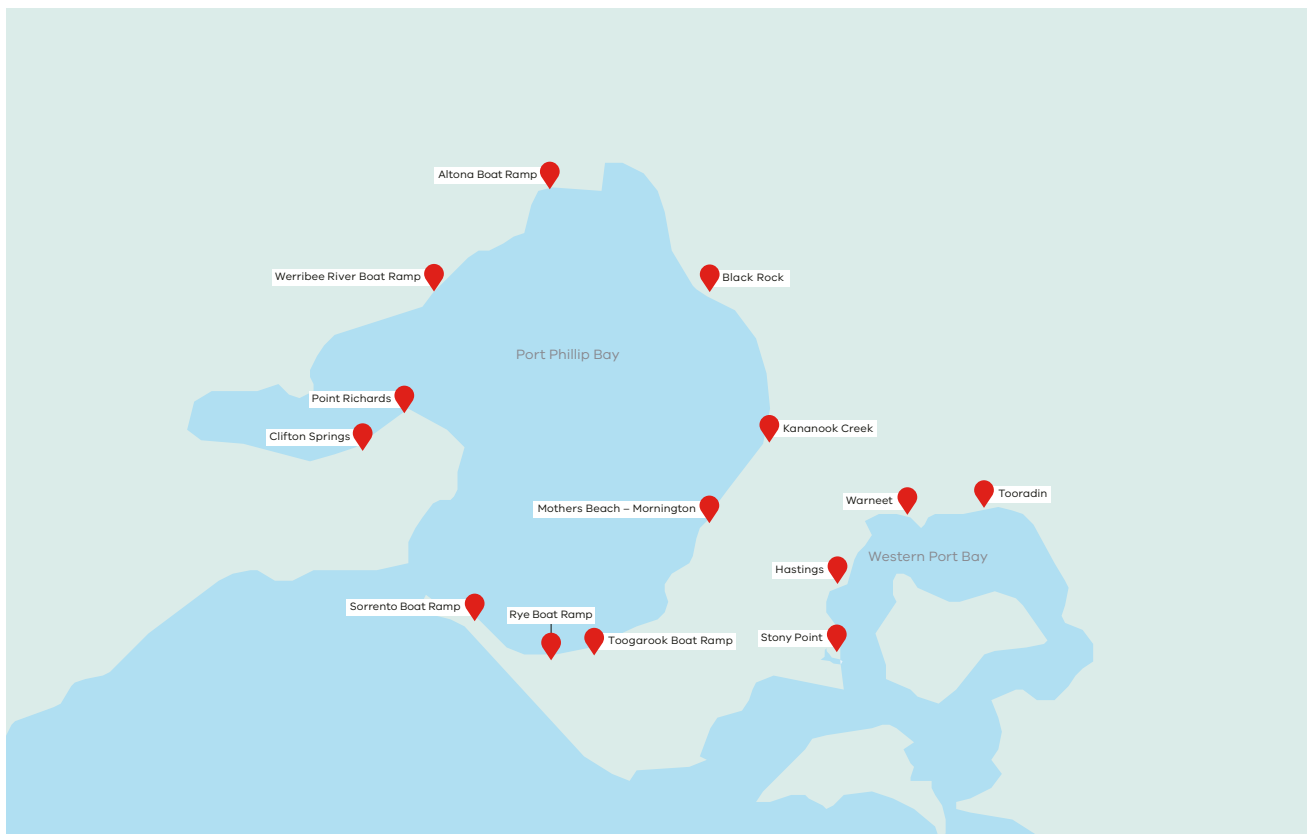 Altona Boat Ramp
Werribee River Boat Ramp
Black Rock
Port Phillip Bay
Point Richards
Clifton Springs
Kananook Creek
Warneet
Tooradin
Mothers Beach – Mornington
Western Port Bay
Hastings
Sorrento Boat Ramp
Rye Boat Ramp
Toogarook Boat Ramp
Stony Point